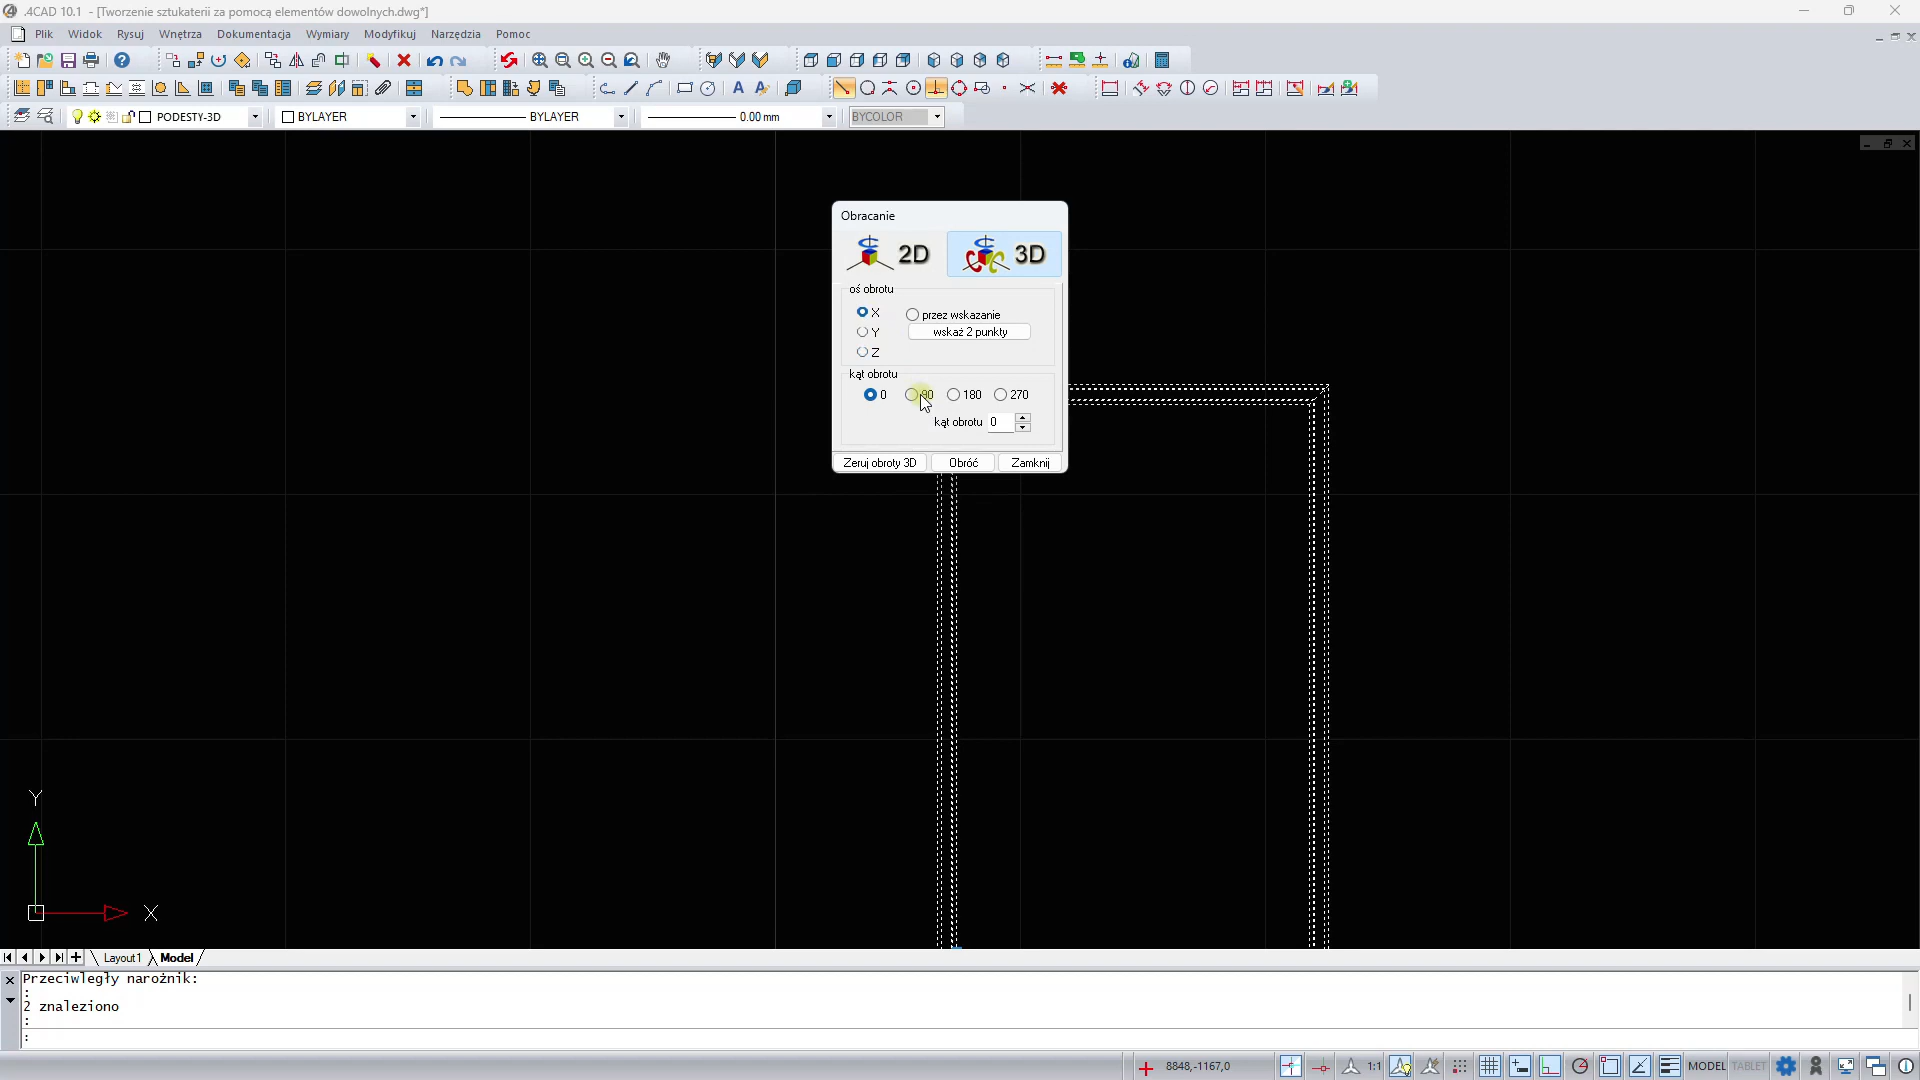 .4CAD 10.1 - [Tworzenie sztukaterii za pomocą elementów dowolnych.dwg*]
Plik Widok Rysuj Wnętrza Dokumentacja Wymiary Modyfikuj Narzędzia Pomoc
PODESTY-3D BYLAYER BYLAYER 0.00 mm BYCOLOR
Obracanie
2D 3D
oś obrotu
X przez wskazanie
Y wskaż 2 punkty
Z
kąt obrotu
0 90 180 270
kąt obrotu 0
Zeruj obroty 3D Obróć Zamknij
Y
X
Layout1 Model
Przeciwległy narożnik:
:
2 znaleziono
:
:
8848,-1167,0 1:1 MODEL TABLET